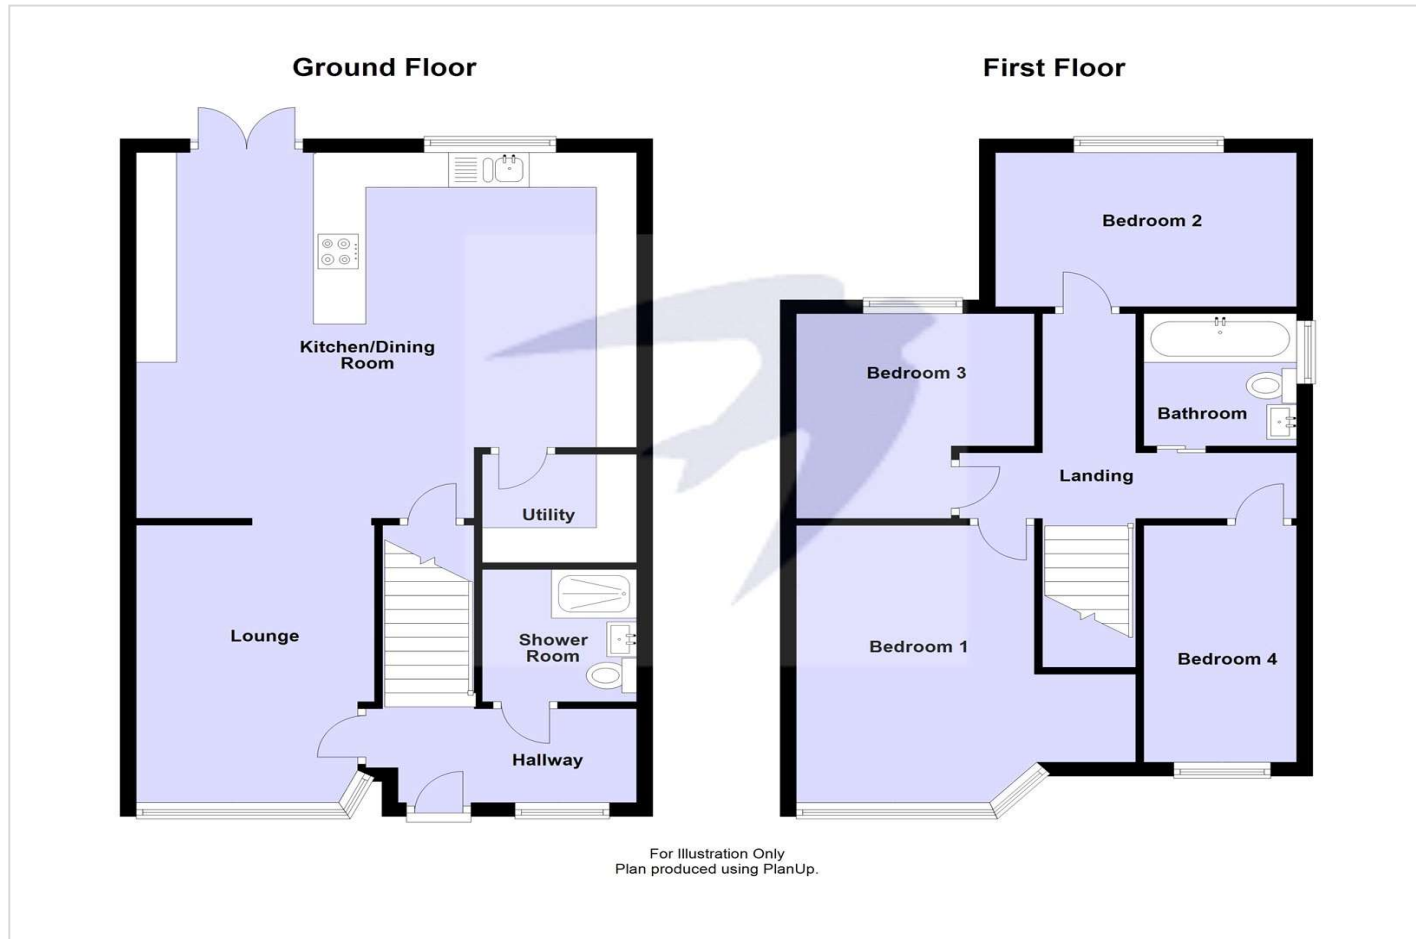 Ground Floor
First Floor
Kitchen/Dining
Room
Utility
Lounge
Shower
Room
Hallway
Bedroom 2
Bedroom 3
Bathroom
Landing
Bedroom 1
Bedroom 4
For Illustration Only
Plan produced using PlanUp.